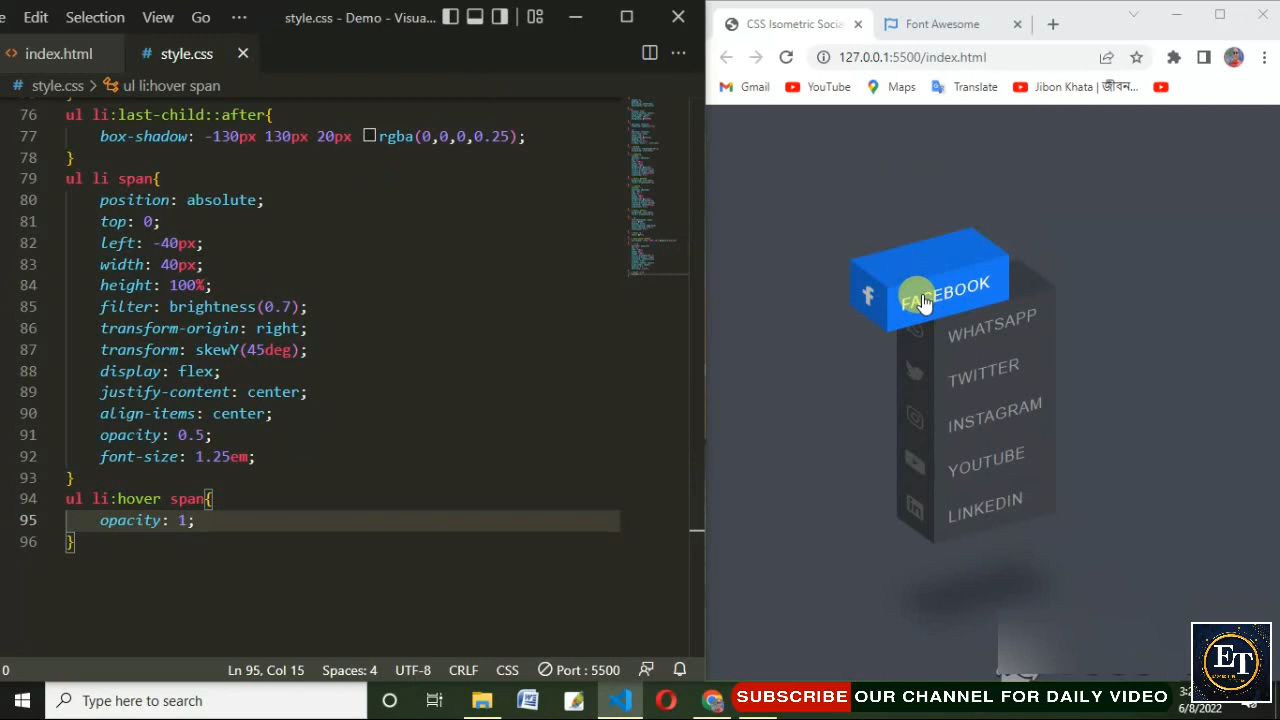 Edit Selection View Go ... style.css - Demo - Visua...
index.html style.css
style.css > ul li:hover span
76 ul li:last-child::after{
77 box-shadow: -130px 130px 20px rgba(0,0,0,0.25);
78 }
79 ul li span{
80 position: absolute;
81 top: 0;
82 left: -40px;
83 width: 40px;
84 height: 100%;
85 filter: brightness(0.7);
86 transform-origin: right;
87 transform: skewY(45deg);
88 display: flex;
89 justify-content: center;
90 align-items: center;
91 opacity: 0.5;
92 font-size: 1.25em;
93 }
94 ul li:hover span{
95 opacity: 1;
96 }
0 Ln 95, Col 15 Spaces: 4 UTF-8 CRLF CSS Port : 5500
CSS Isometric Socia Font Awesome
127.0.0.1:5500/index.html
Gmail YouTube Maps Translate Jibon Khata | জীবন...
FACEBOOK
WHATSAPP
TWITTER
INSTAGRAM
YOUTUBE
LINKEDIN
ET
Type here to search
SUBSCRIBE OUR CHANNEL FOR DAILY VIDEO
6/8/2022